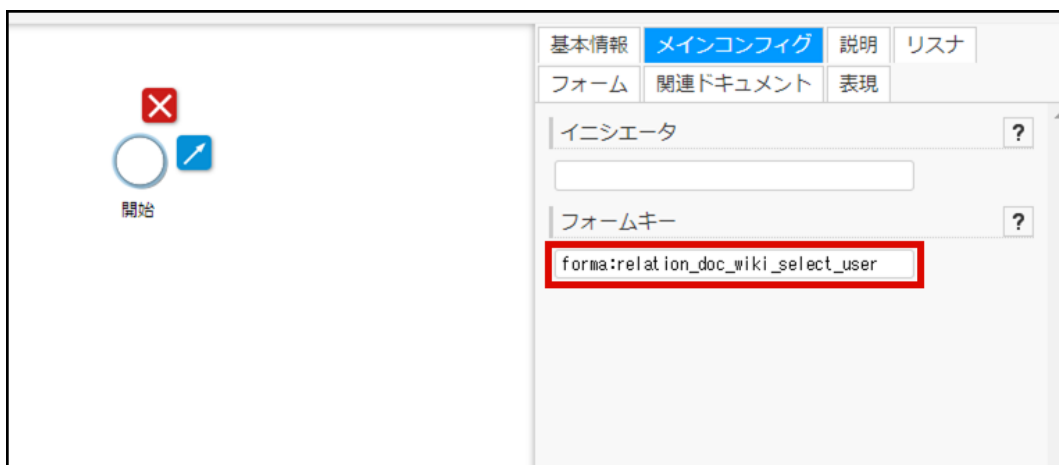 基本情報 メインコンフィグ 説明 リスナ
フォーム 関連ドキュメント 表現
イニシエータ ?
フォームキー ?
forma:relation_doc_wiki_select_user
開始